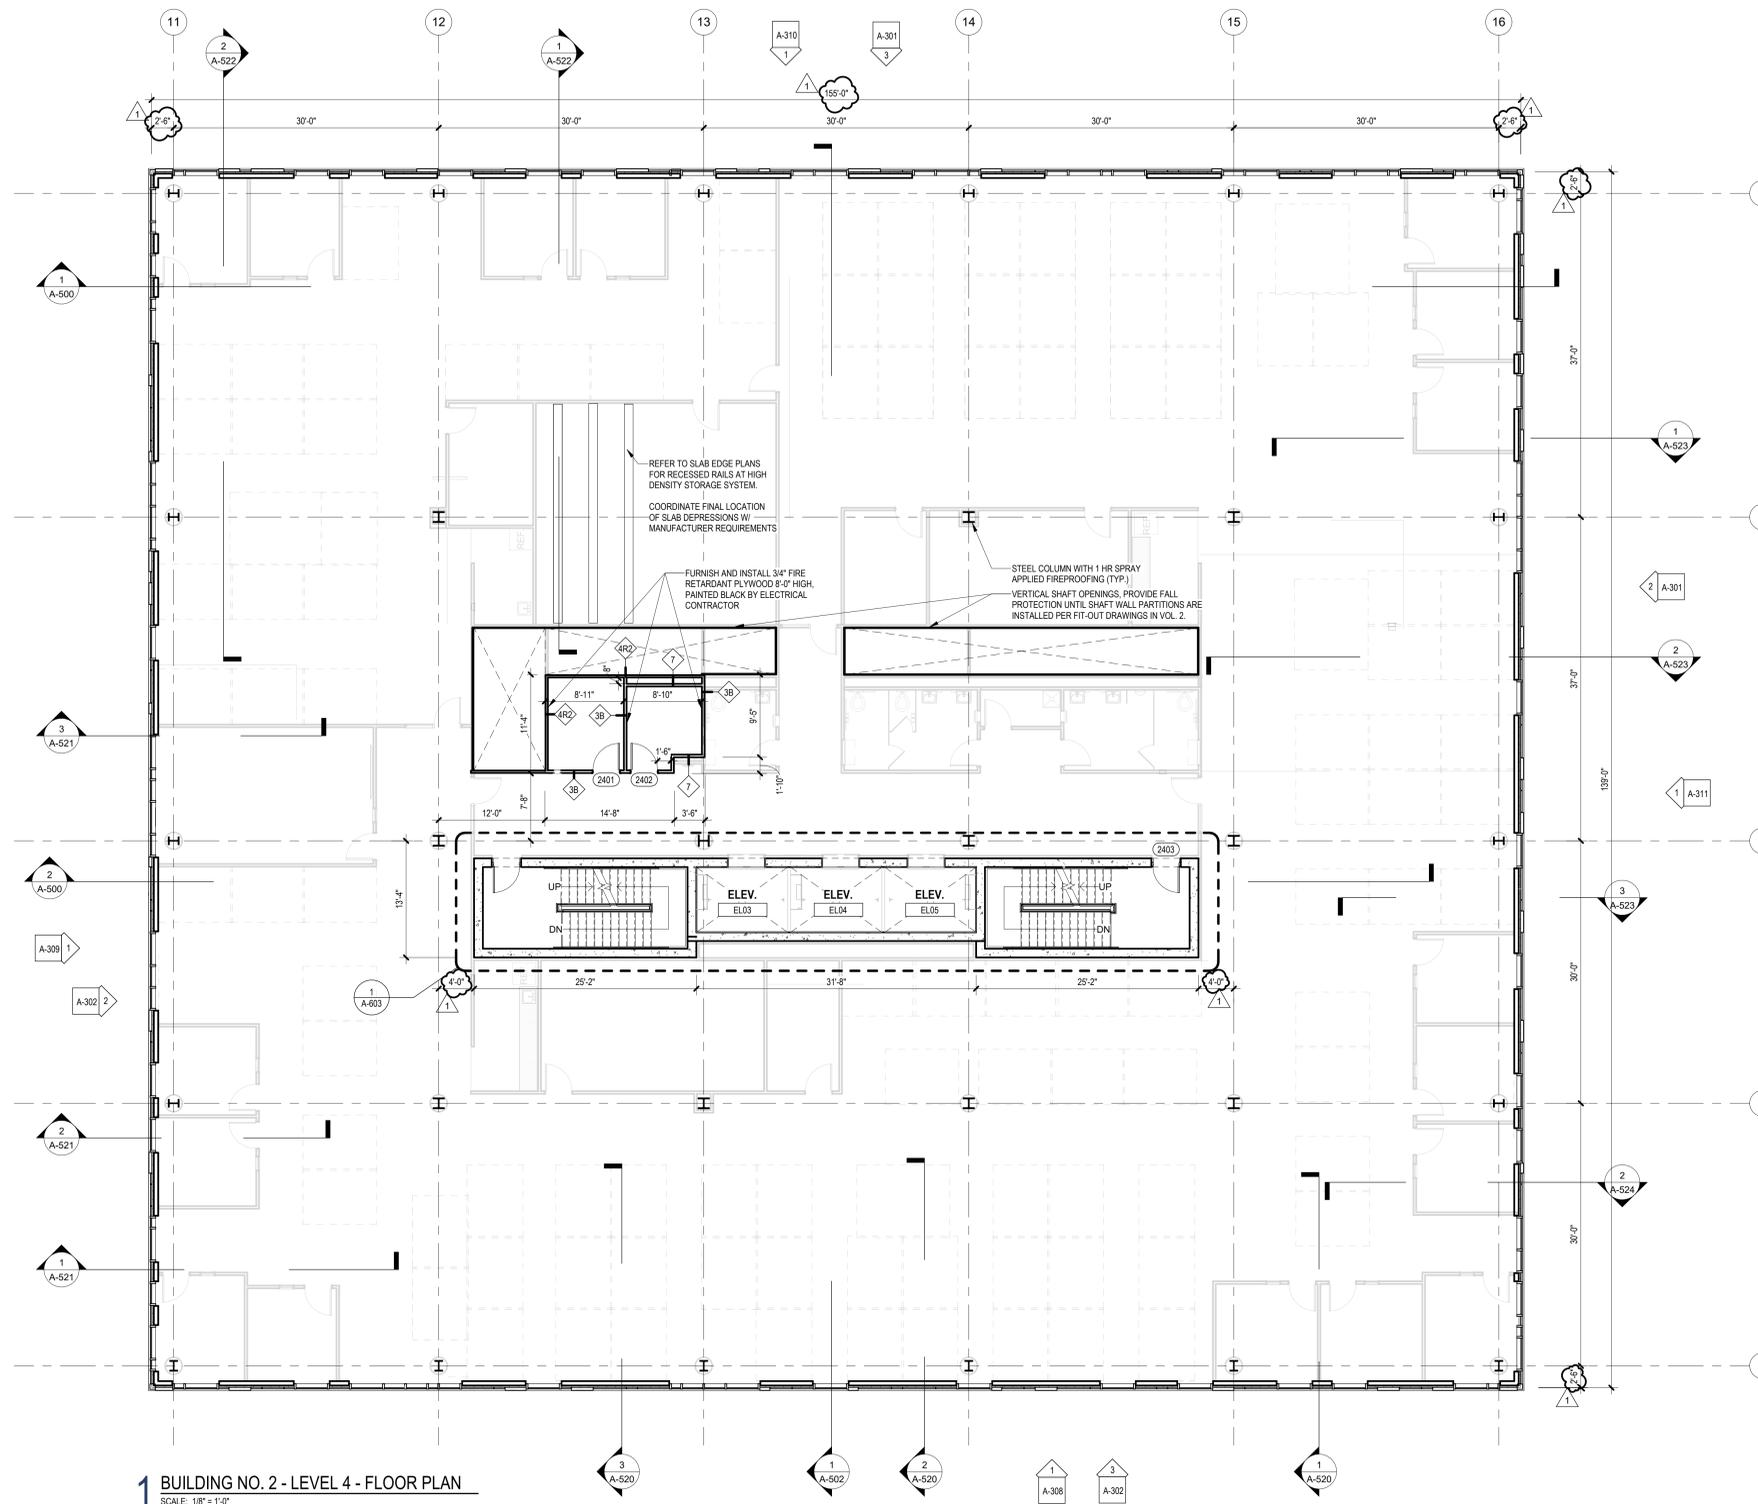 11
12
13
14
15
16
2
A-522
1
A-522
A-310
1
A-301
3
1
155'-0"
1
2'-6"
30'-0"
30'-0"
30'-0"
30'-0"
30'-0"
2'-6"
1
2'-6"
1
1
A-500
37'-0"
1
A-523
REFER TO SLAB EDGE PLANS
FOR RECESSED RAILS AT HIGH
DENSITY STORAGE SYSTEM.
COORDINATE FINAL LOCATION
OF SLAB DEPRESSIONS W/
MANUFACTURER REQUIREMENTS
REF
REF
STEEL COLUMN WITH 1 HR SPRAY
APPLIED FIREPROOFING (TYP.)
FURNISH AND INSTALL 3/4" FIRE
RETARDANT PLYWOOD 8'-0" HIGH,
PAINTED BLACK BY ELECTRICAL
CONTRACTOR
VERTICAL SHAFT OPENINGS, PROVIDE FALL
PROTECTION UNTIL SHAFT WALL PARTITIONS ARE
INSTALLED PER FIT-OUT DRAWINGS IN VOL. 2.
2
A-301
4R2
7
2
A-523
8"
8'-11"
8'-10"
3B
4R2
3B
11'-4"
9'-5"
37'-0"
3
A-521
1'-6"
2401
2402
3B
7
1'-10"
7'-8"
139'-0"
1
A-311
12'-0"
14'-8"
3'-6"
2403
2
A-500
13'-4"
UP
DN
ELEV.
EL03
ELEV.
EL04
ELEV.
EL05
UP
DN
3
A-523
A-309
1
A-302
2
1
A-603
4'-0"
1
25'-2"
31'-8"
25'-2"
4'-0"
1
30'-0"
2
A-521
2
A-524
30'-0"
1
A-521
2'-6"
1
3
A-520
1
A-502
2
A-520
1
A-308
3
A-302
1
A-520
1
BUILDING NO. 2 - LEVEL 4 - FLOOR PLAN
SCALE: 1/8" = 1'-0"